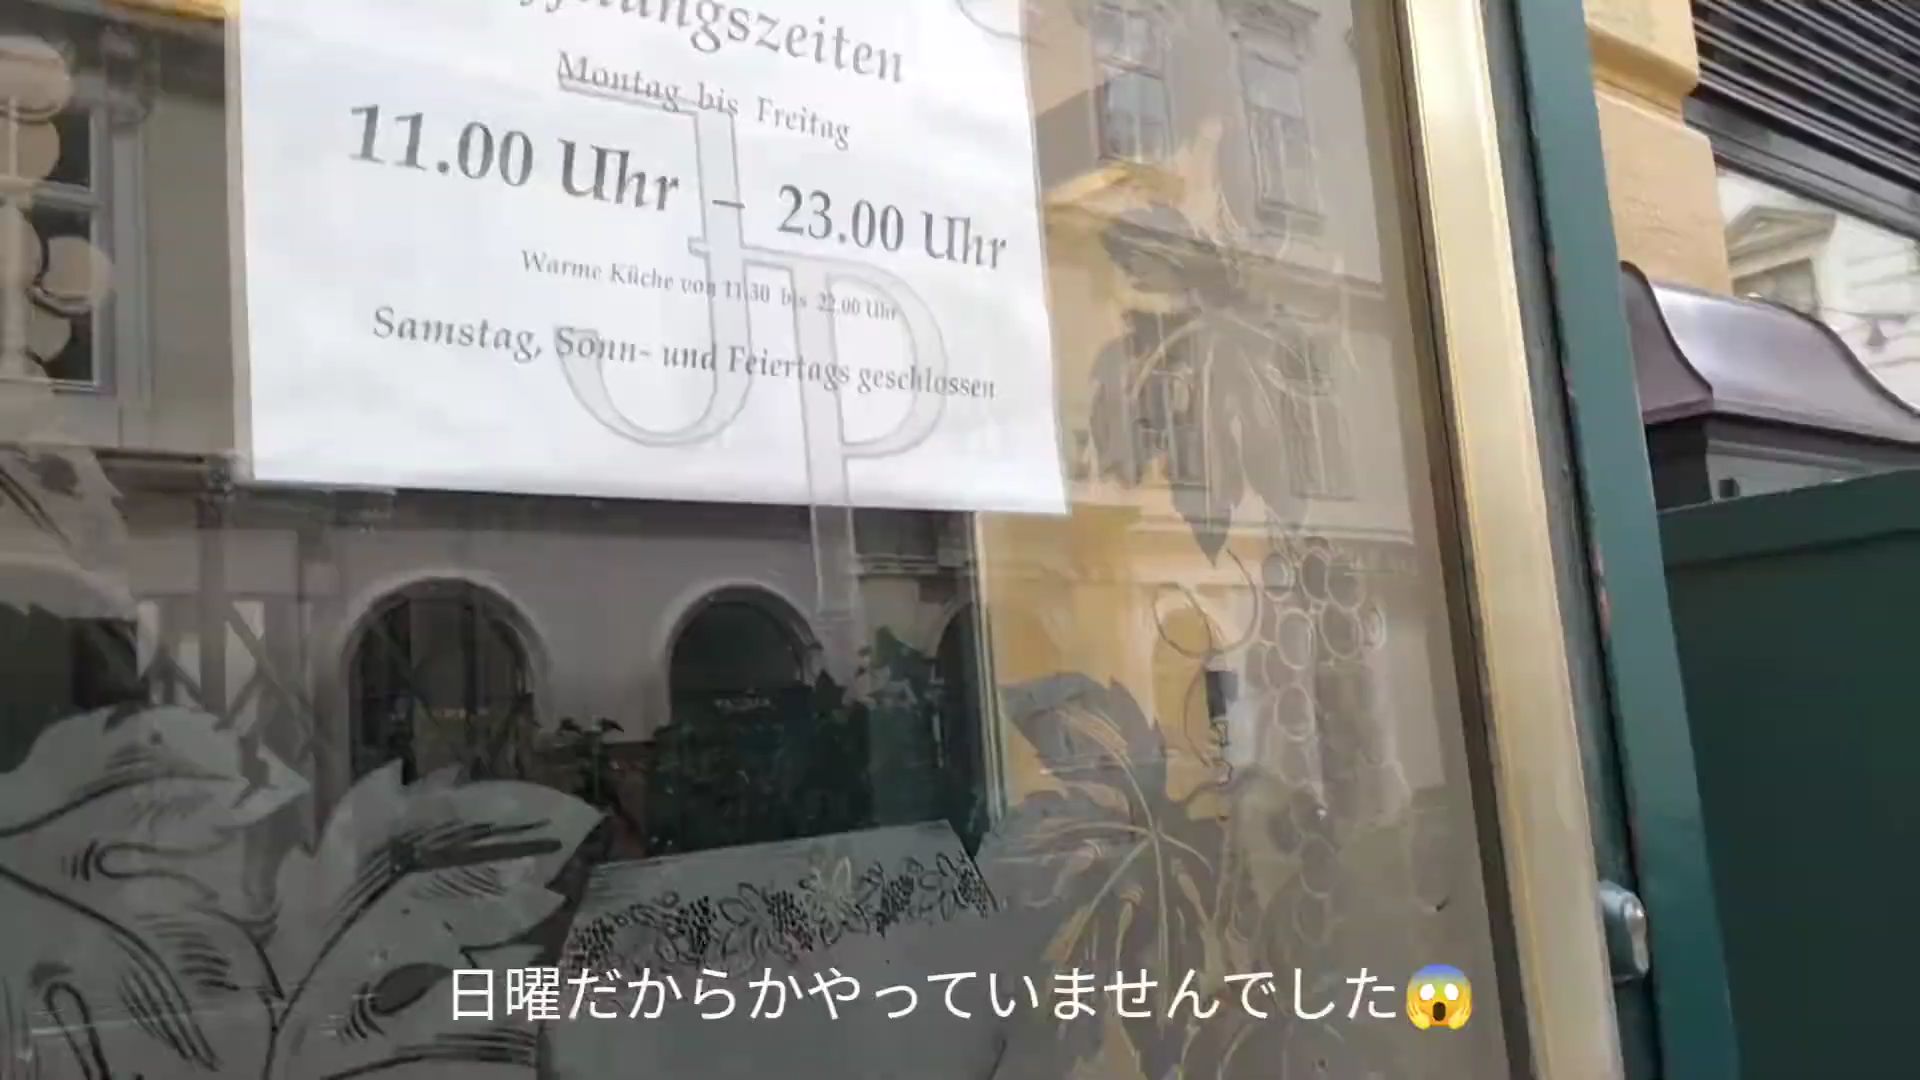 Montag bis Freitag
11.00 Uhr – 23.00 Uhr
Warme Küche von 11.30 bis 22.00 Uhr
Samstag, Sonn- und Feiertags geschlossen
JP
日曜だからかやっていませんでした😱